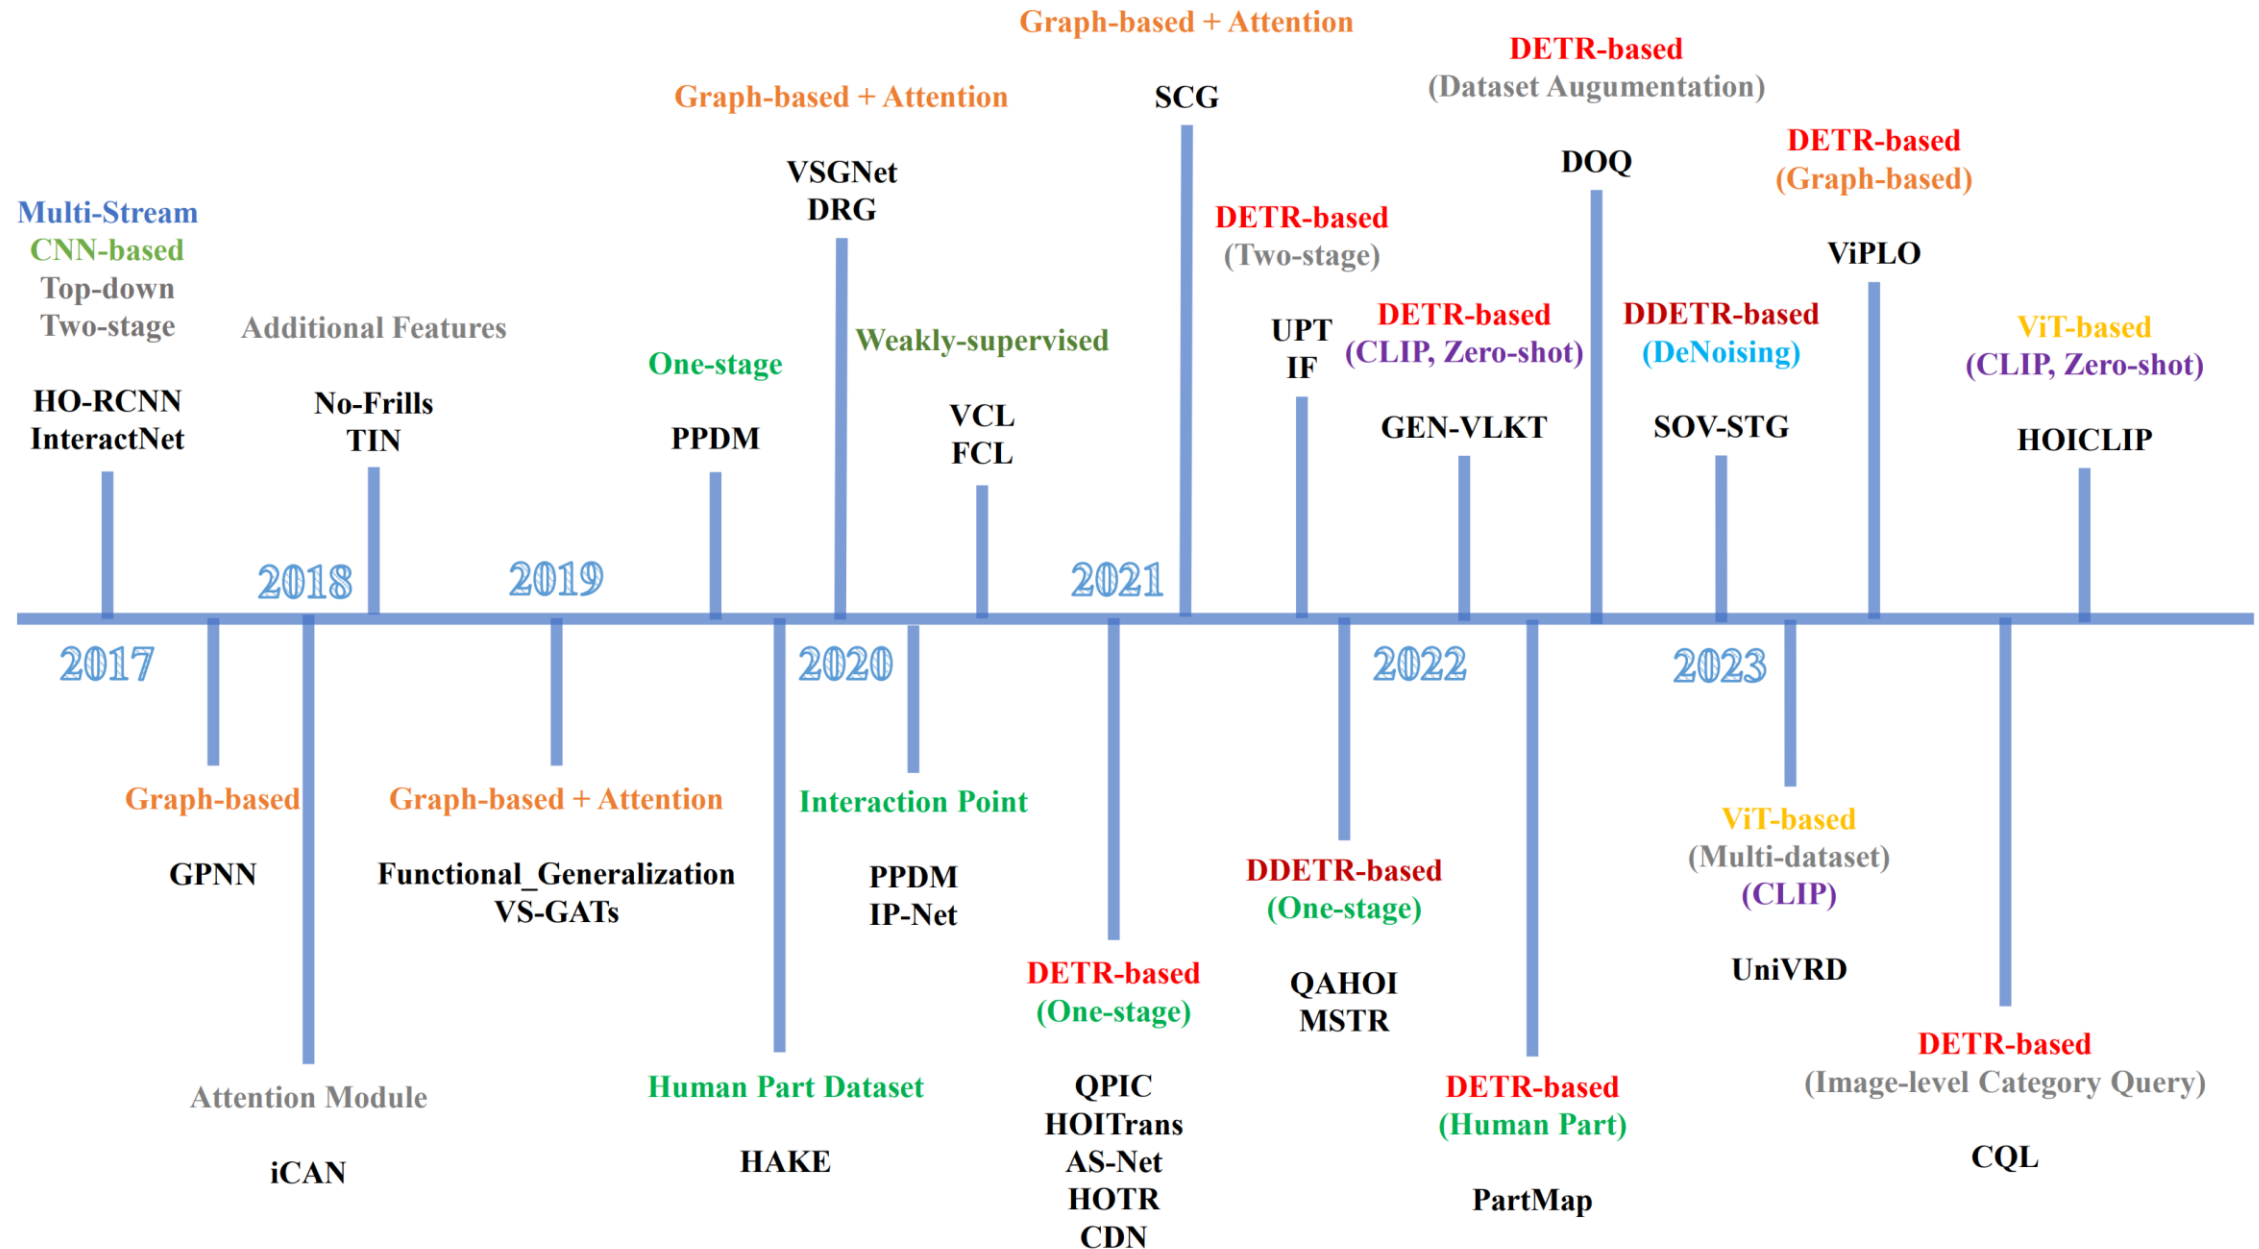 Graph-based + Attention
SCG
DETR-based
(Dataset Augumentation)
DOQ
Graph-based + Attention
VSGNet
DRG
DETR-based
(Graph-based)
ViPLO
Multi-Stream
CNN-based
Top-down
Two-stage
HO-RCNN
InteractNet
Additional Features
No-Frills
TIN
One-stage
PPDM
Weakly-supervised
VCL
FCL
DETR-based
(Two-stage)
UPT
IF
DETR-based
(CLIP, Zero-shot)
GEN-VLKT
DDETR-based
(DeNoising)
SOV-STG
ViT-based
(CLIP, Zero-shot)
HOICLIP
2017
2018
2019
2020
2021
2022
2023
Graph-based
GPNN
Attention Module
iCAN
Graph-based + Attention
Functional_Generalization
VS-GATs
Human Part Dataset
HAKE
Interaction Point
PPDM
IP-Net
DETR-based
(One-stage)
QPIC
HOITrans
AS-Net
HOTR
CDN
DDETR-based
(One-stage)
QAHOI
MSTR
DETR-based
(Human Part)
PartMap
ViT-based
(Multi-dataset)
(CLIP)
UniVRD
DETR-based
(Image-level Category Query)
CQL